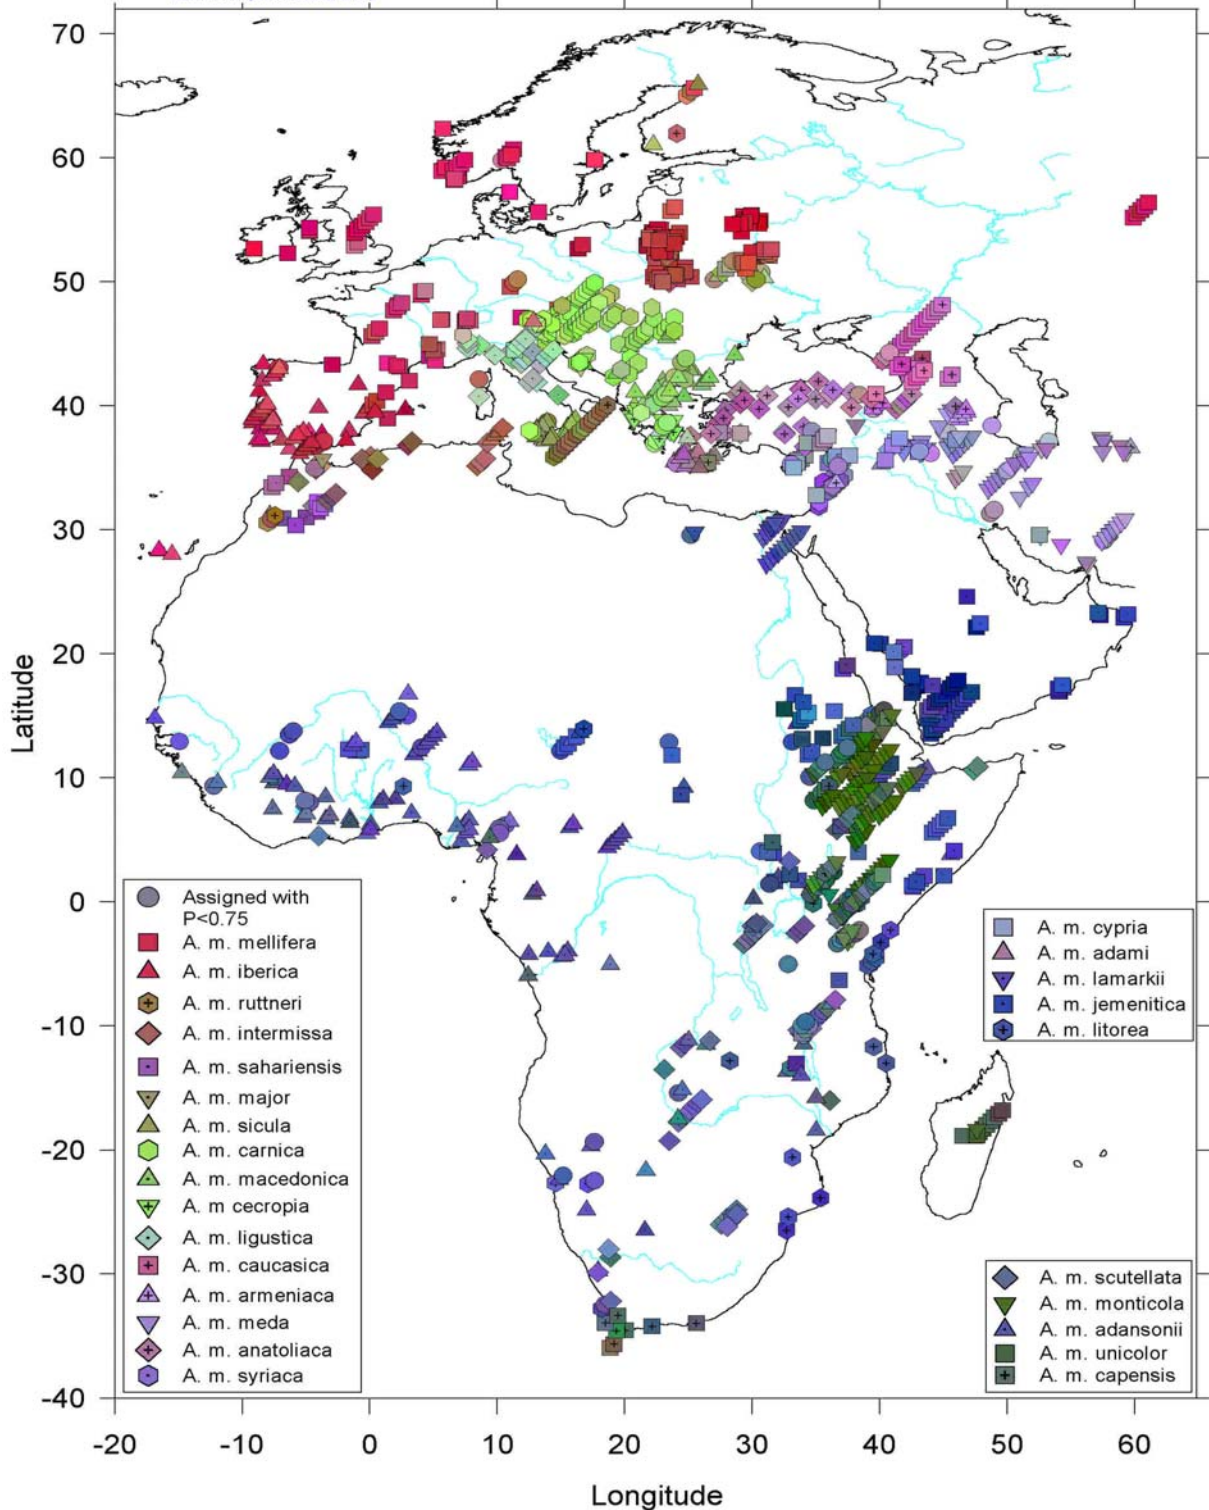 70
60
50
40
30
20
10
0
-10
-20
-30
-40
Latitude
-20
-10
0
10
20
30
40
50
60
Longitude
Assigned with
P<0.75
A. m. mellifera
A. m. iberica
A. m. ruttneri
A. m. intermissa
A. m. sahariensis
A. m. major
A. m. sicula
A. m. carnica
A. m. macedonica
A. m cecropia
A. m. ligustica
A. m. caucasica
A. m. armeniaca
A. m. meda
A. m. anatoliaca
A. m. syriaca
A. m. cypria
A. m. adami
A. m. lamarkii
A. m. jemenitica
A. m. litorea
A. m. scutellata
A. m. monticola
A. m. adansonii
A. m. unicolor
A. m. capensis